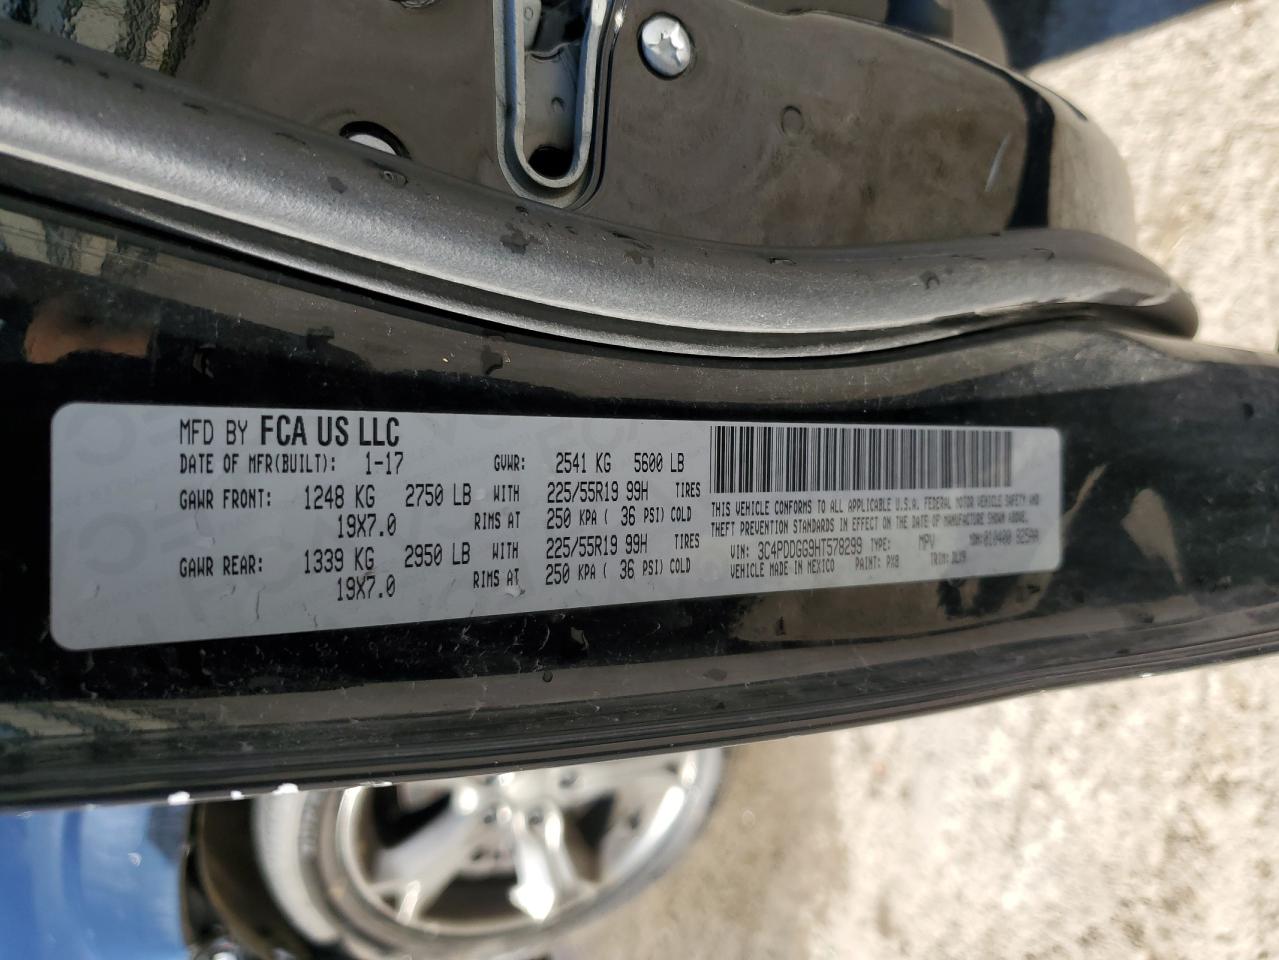 MFD BY FCA US LLC
DATE OF MFR(BUILT): 1-17 GVWR: 2541 KG 5600 LB
GAWR FRONT: 1248 KG 2750 LB WITH 225/55R19 99H TIRES
19X7.0 RIMS AT 250 KPA ( 36 PSI) COLD
GAWR REAR: 1339 KG 2950 LB WITH 225/55R19 99H TIRES
19X7.0 RIMS AT 250 KPA ( 36 PSI) COLD
THIS VEHICLE CONFORMS TO ALL APPLICABLE U.S.A. FEDERAL MOTOR VEHICLE SAFETY AND
THEFT PREVENTION STANDARDS IN EFFECT ON THE DATE OF MANUFACTURE SHOWN ABOVE.
VIN: 3C4PDDGG9HT578299 TYPE: MPV MDH:
VEHICLE MADE IN MEXICO PAINT: PX8 TRIM: